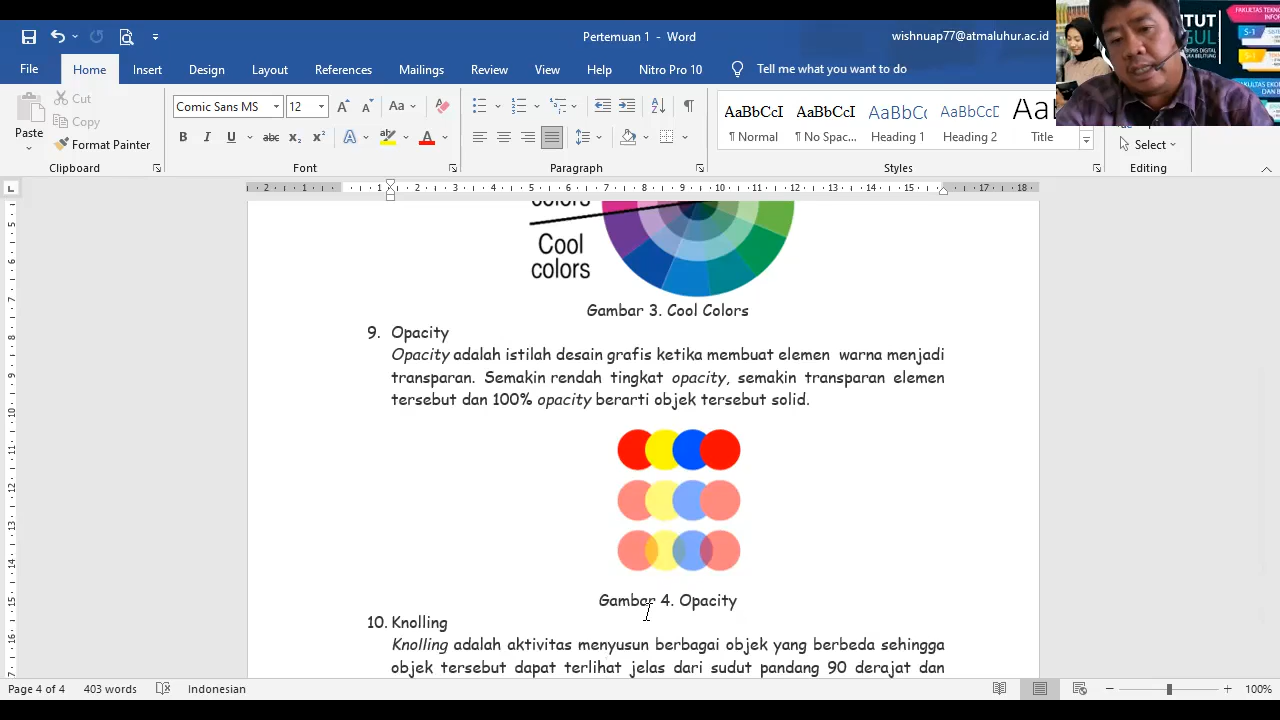 Pertemuan 1 - Word
wishnuap77@atmaluhur.ac.id
File Home Insert Design Layout References Mailings Review View Help Nitro Pro 10 Tell me what you want to do
Paste
Cut
Copy
Format Painter
Clipboard
Comic Sans MS 12
Font
Paragraph
AaBbCcI AaBbCcI AaBbCc AaBbCcD
¶ Normal ¶ No Spac... Heading 1 Heading 2 Title
Styles
Select
Editing
TUT
GUL
S-1
Cool
colors
Gambar 3. Cool Colors
9. Opacity
Opacity adalah istilah desain grafis ketika membuat elemen warna menjadi
transparan. Semakin rendah tingkat opacity, semakin transparan elemen
tersebut dan 100% opacity berarti objek tersebut solid.
Gambar 4. Opacity
10. Knolling
Knolling adalah aktivitas menyusun berbagai objek yang berbeda sehingga
objek tersebut dapat terlihat jelas dari sudut pandang 90 derajat dan
Page 4 of 4 403 words Indonesian 100%